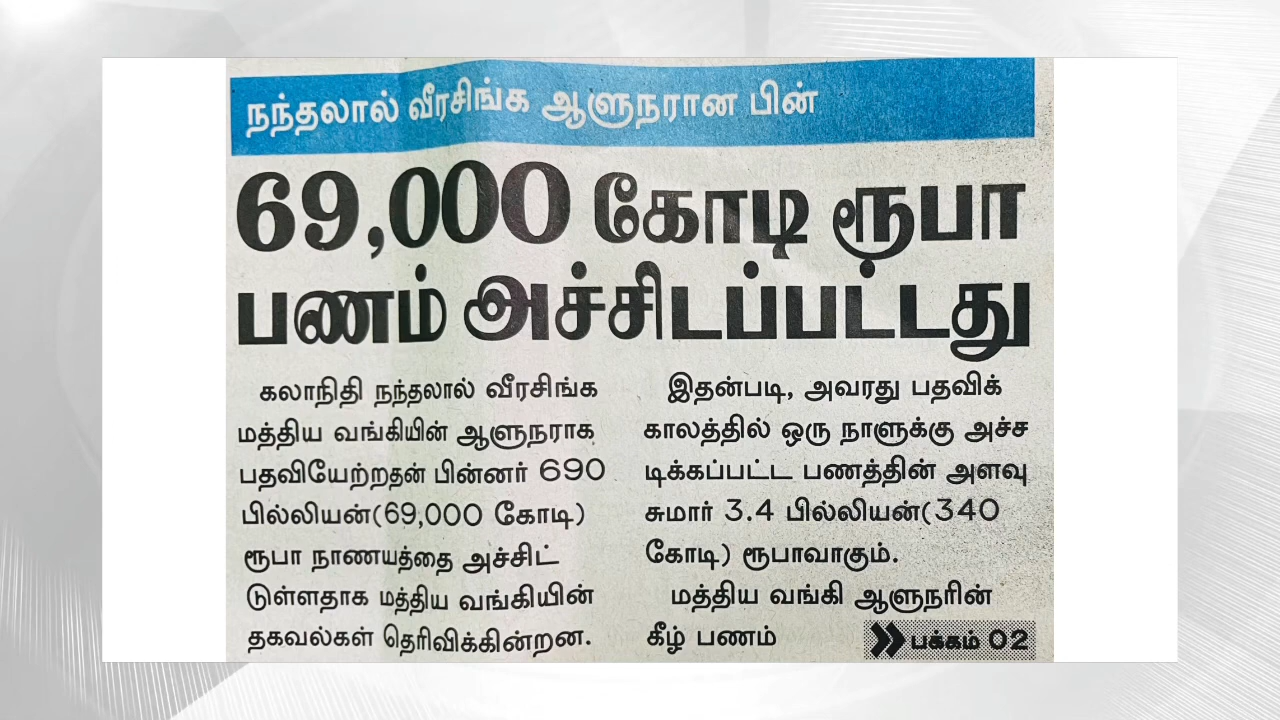 நந்தலால் வீரசிங்க ஆளுநரான பின்
69,000 கோடி ரூபா
பணம் அச்சிடப்பட்டது
கலாநிதி நந்தலால் வீரசிங்க
மத்திய வங்கியின் ஆளுநராக
பதவியேற்றதன் பின்னர் 690
பில்லியன்(69,000 கோடி)
ரூபா நாணயத்தை அச்சிட்
டுள்ளதாக மத்திய வங்கியின்
தகவல்கள் தெரிவிக்கின்றன.
இதன்படி, அவரது பதவிக்
காலத்தில் ஒரு நாளுக்கு அச்ச
டிக்கப்பட்ட பணத்தின் அளவு
சுமார் 3.4 பில்லியன்(340
கோடி) ரூபாவாகும்.
மத்திய வங்கி ஆளுநரின்
கீழ் பணம்
பக்கம் 02